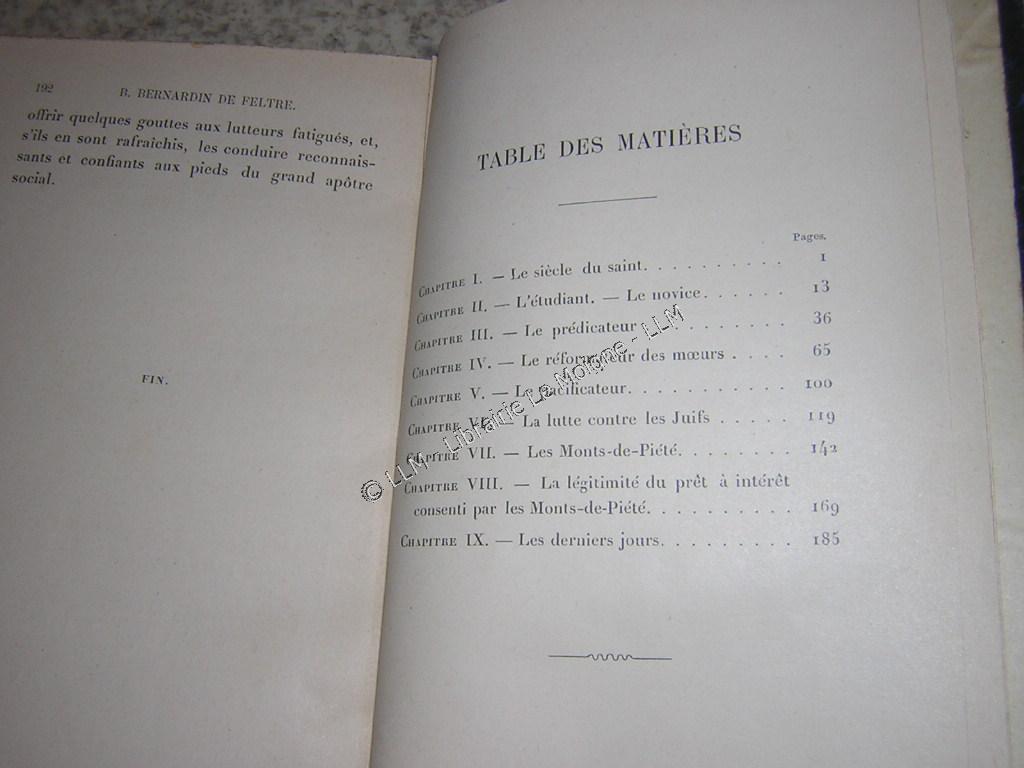 192
B. BERNARDIN DE FELTRE.
offrir quelques gouttes aux lutteurs fatigués, et,
s'ils en sont rafraîchis, les conduire reconnais-
sants et confiants aux pieds du grand apôtre
social.
FIN.
TABLE DES MATIÈRES
Pages.
CHAPITRE I. — Le siècle du saint. . . . . . . . . . . 1
CHAPITRE II. — L'étudiant. — Le novice. . . . . . 13
CHAPITRE III. — Le prédicateur . . . . . . . . . 36
CHAPITRE IV. — Le réformateur des mœurs . . . . 65
CHAPITRE V. — Le pacificateur. . . . . . . . . . . 100
CHAPITRE VI. — La lutte contre les Juifs . . . . . 119
CHAPITRE VII. — Les Monts-de-Piété. . . . . . . . 142
CHAPITRE VIII. — La légitimité du prêt à intérêt
consenti par les Monts-de-Piété. . . . . . . . . . 169
CHAPITRE IX. — Les derniers jours. . . . . . . . . 185
© LLM - Librairie Le Moigne - LLM